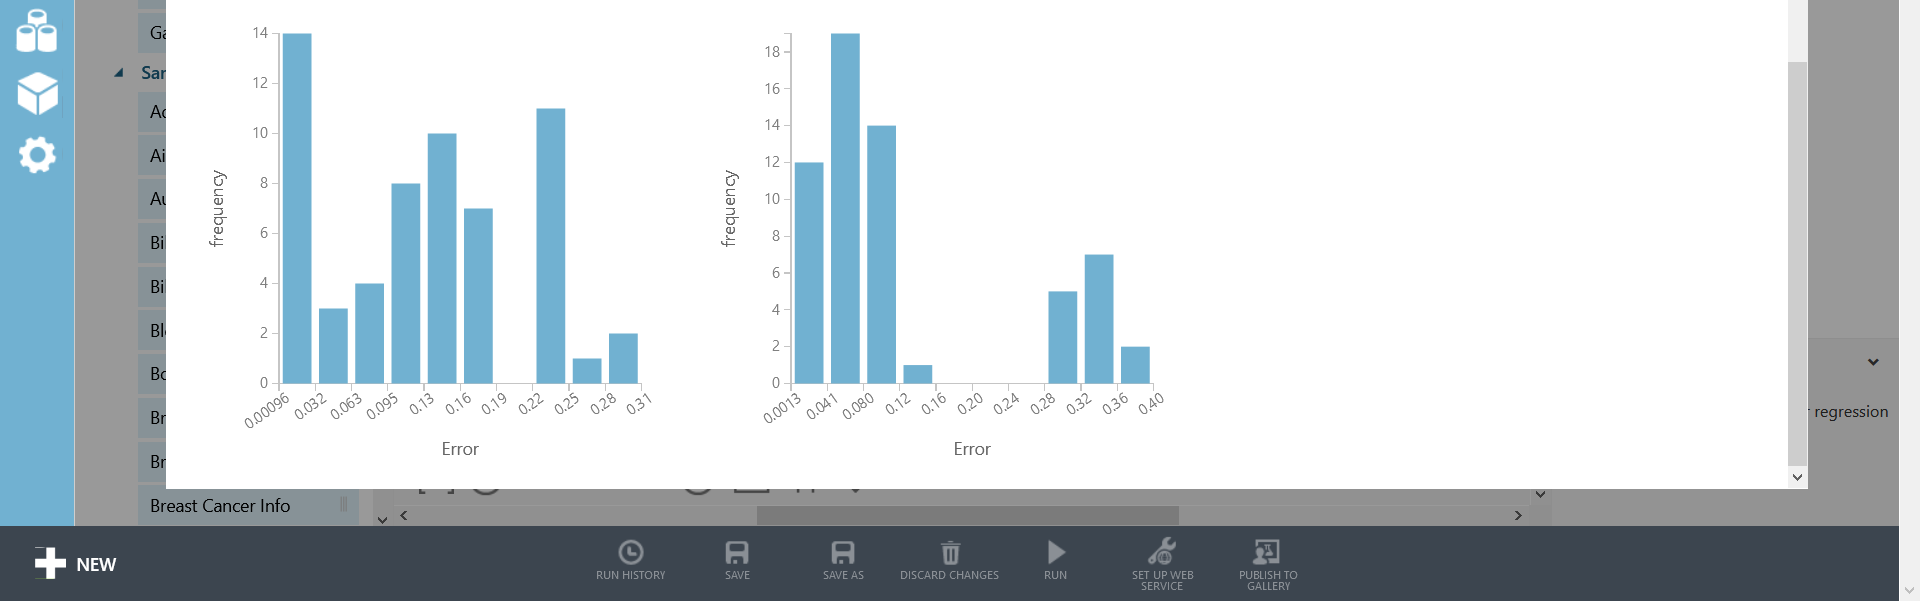 Ga
Sar
Ac
Ai
Au
Bi
Bi
Blo
Bo
Br
Br
Breast Cancer Info
14
12
10
8
6
4
2
0
frequency
0.00096 0.032 0.063 0.095 0.13 0.16 0.19 0.22 0.25 0.28 0.31
Error
18
16
14
12
10
8
6
4
2
0
frequency
0.0013 0.041 0.080 0.12 0.16 0.20 0.24 0.28 0.32 0.36 0.40
Error
r regression
NEW
RUN HISTORY
SAVE
SAVE AS
DISCARD CHANGES
RUN
SET UP WEB
SERVICE
PUBLISH TO
GALLERY